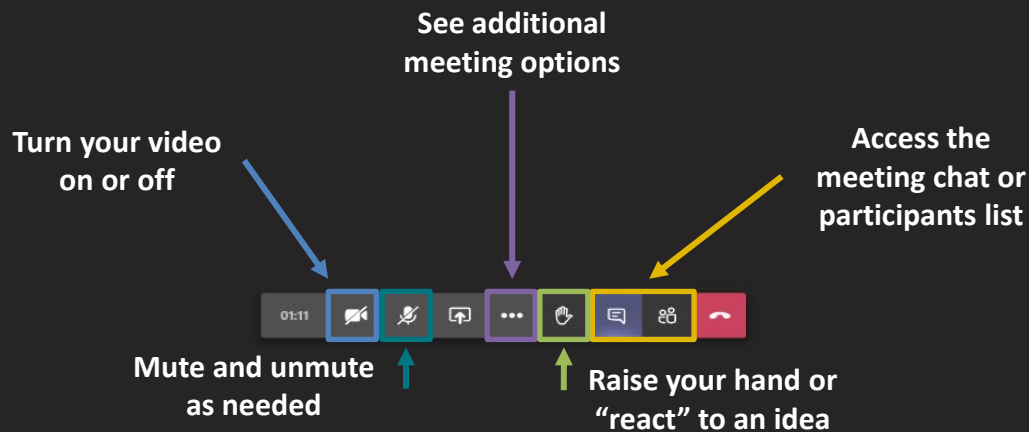 See additional
meeting options
Turn your video
on or off
Access the
meeting chat or
participants list
01:11
Mute and unmute
as needed
Raise your hand or
“react” to an idea